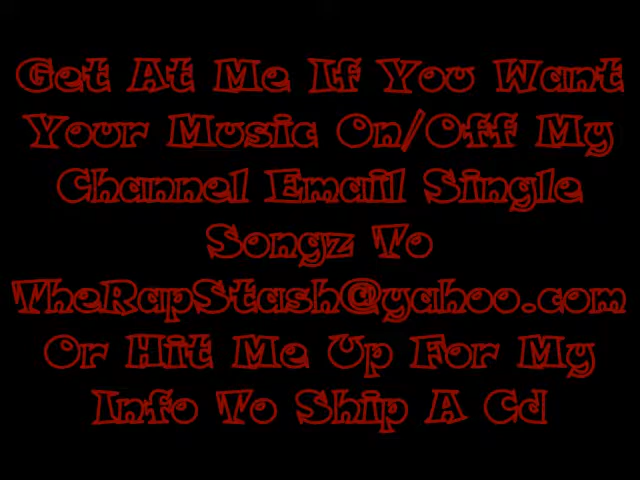 Get At Me If You Want
Your Music On/Off My
Channel Email Single
Songz To
TheRapStash@yahoo.com
Or Hit Me Up For My
Info To Ship A Cd